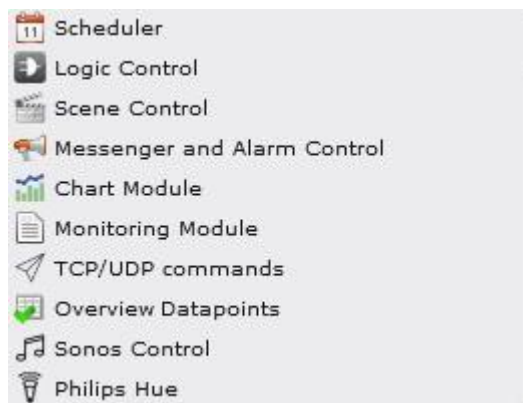 11 Scheduler
Logic Control
Scene Control
Messenger and Alarm Control
Chart Module
Monitoring Module
TCP/UDP commands
Overview Datapoints
Sonos Control
Philips Hue